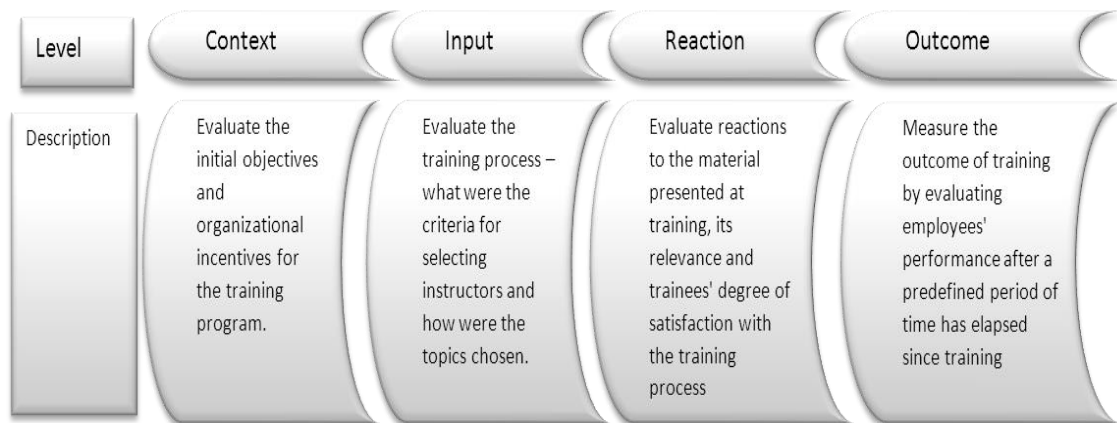 Level
Context
Input
Reaction
Outcome
Description
Evaluate the
initial objectives
and
organizational
incentives for
the training
program.
Evaluate the
training process –
what were the
criteria for
selecting
instructors and
how were the
topics chosen.
Evaluate reactions
to the material
presented at
training, its
relevance and
trainees' degree of
satisfaction with
the training
process
Measure the
outcome of training
by evaluating
employees'
performance after a
predefined period of
time has elapsed
since training